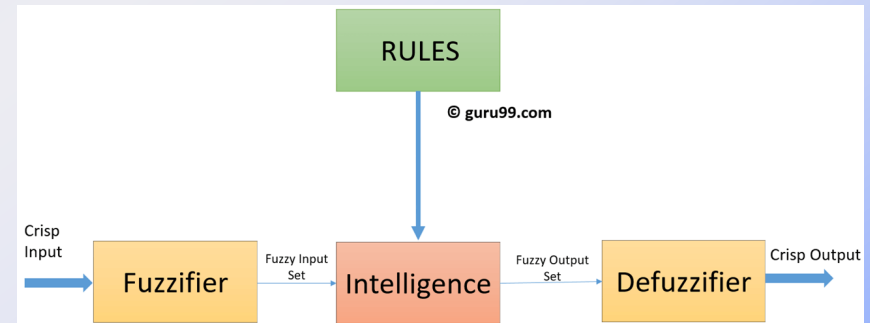 RULES
© guru99.com
Crisp
Input
Fuzzifier
Fuzzy Input
Set
Intelligence
Fuzzy Output
Set
Defuzzifier
Crisp Output